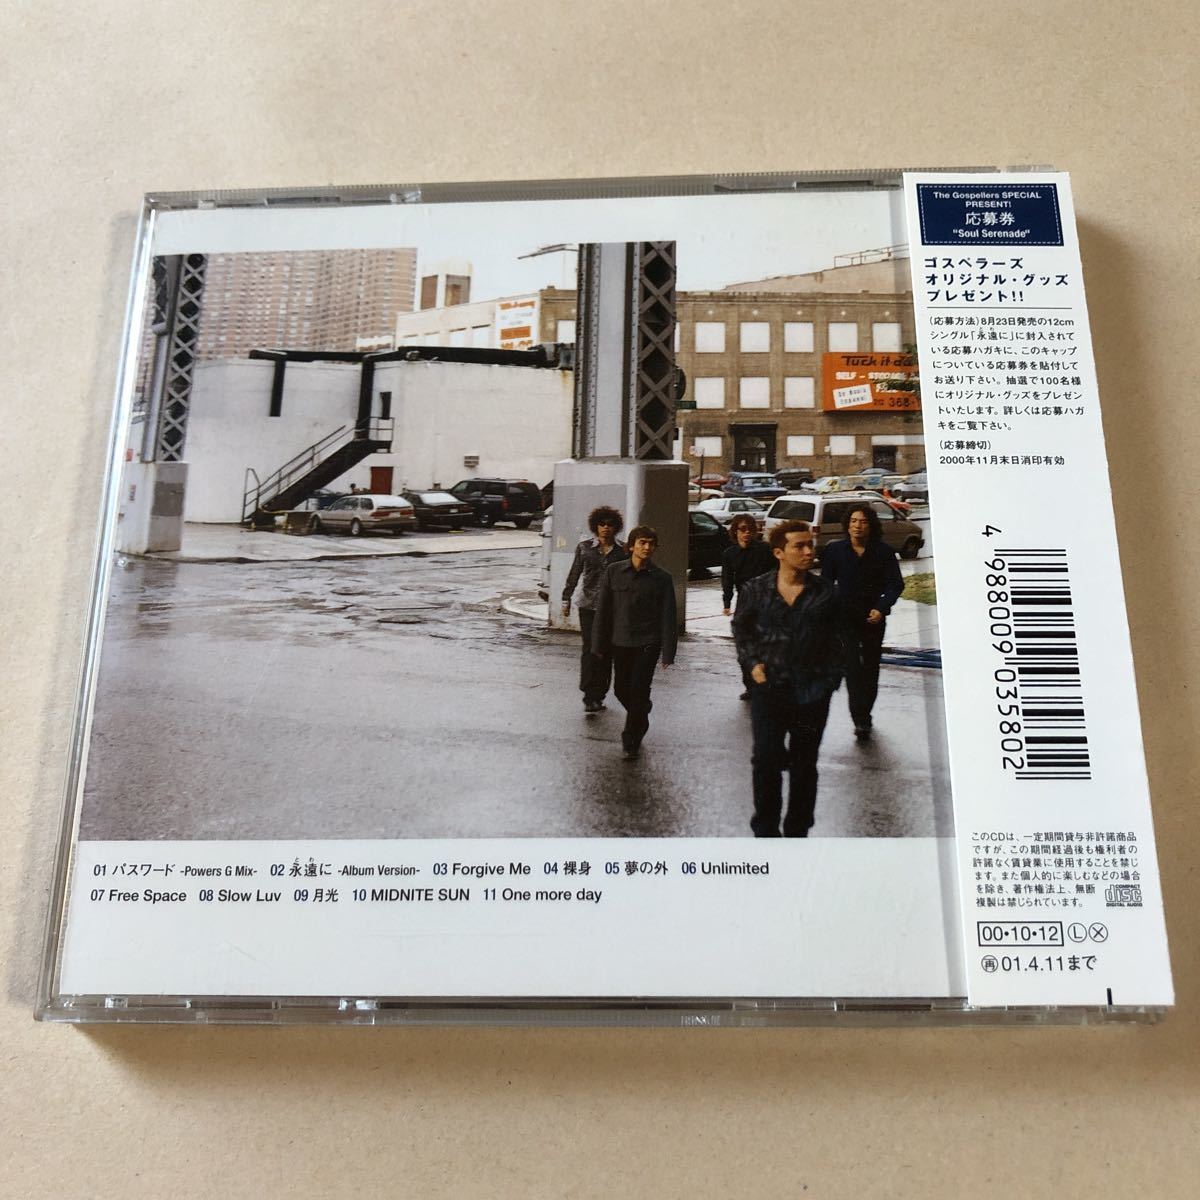 The Gospellers SPECIAL
PRESENT!
応募券
"Soul Serenade"
ゴスペラーズ
オリジナル・グッズ
プレゼント!!
(応募方法)8月23日発売の12cm
シングル「永遠に」に封入されて
とわ
いる応募ハガキに、このキャップ
についている応募券を貼付して
お送り下さい。抽選で100名様
にオリジナル・グッズをプレゼン
トいたします。詳しくは応募ハガ
キをご覧下さい。
(応募締切)
2000年11月末日消印有効
4 988009 035802
このCDは、一定期間貸与非許諾商品
ですが、この期間経過後も権利者の
許諾なく賃貸業に使用することを禁じ
ます。また個人的に楽しむなどの場合
を除き、著作権法上、無断
複製は禁じられています。
COMPACT
disc
DIGITAL AUDIO
00・10・12 Ⓛ Ⓧ
再 01.4.11まで
Tuck-it-
SELF - STORAGE
368-
とわ
01 パスワード -Powers G Mix- 02 永遠に -Album Version- 03 Forgive Me 04 裸身 05 夢の外 06 Unlimited
07 Free Space 08 Slow Luv 09 月光 10 MIDNITE SUN 11 One more day